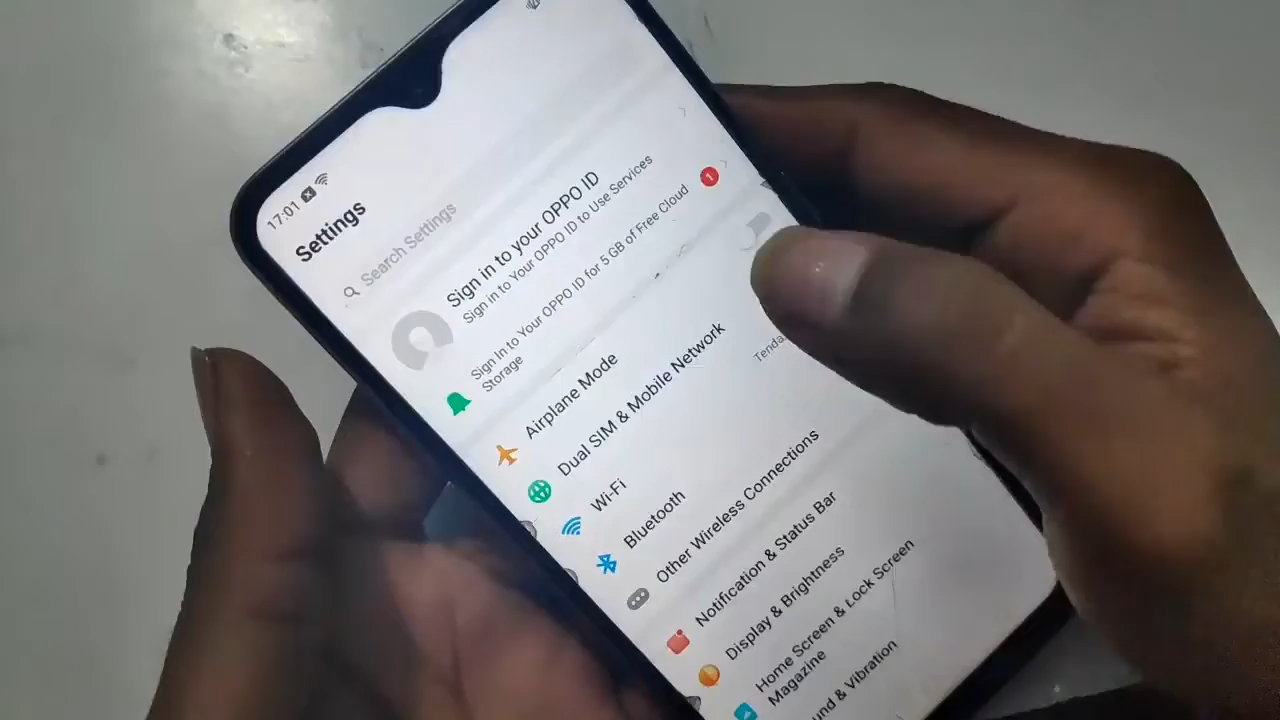 17:01
Settings
Search Settings
Sign in to your OPPO ID
Sign in to Your OPPO ID to Use Services
Sign In to Your OPPO ID for 5 GB of Free Cloud
Storage
1
Airplane Mode
Dual SIM & Mobile Network
Wi-Fi
Tenda
Bluetooth
Other Wireless Connections
Notification & Status Bar
Display & Brightness
Home Screen & Lock Screen
Magazine
& Vibration